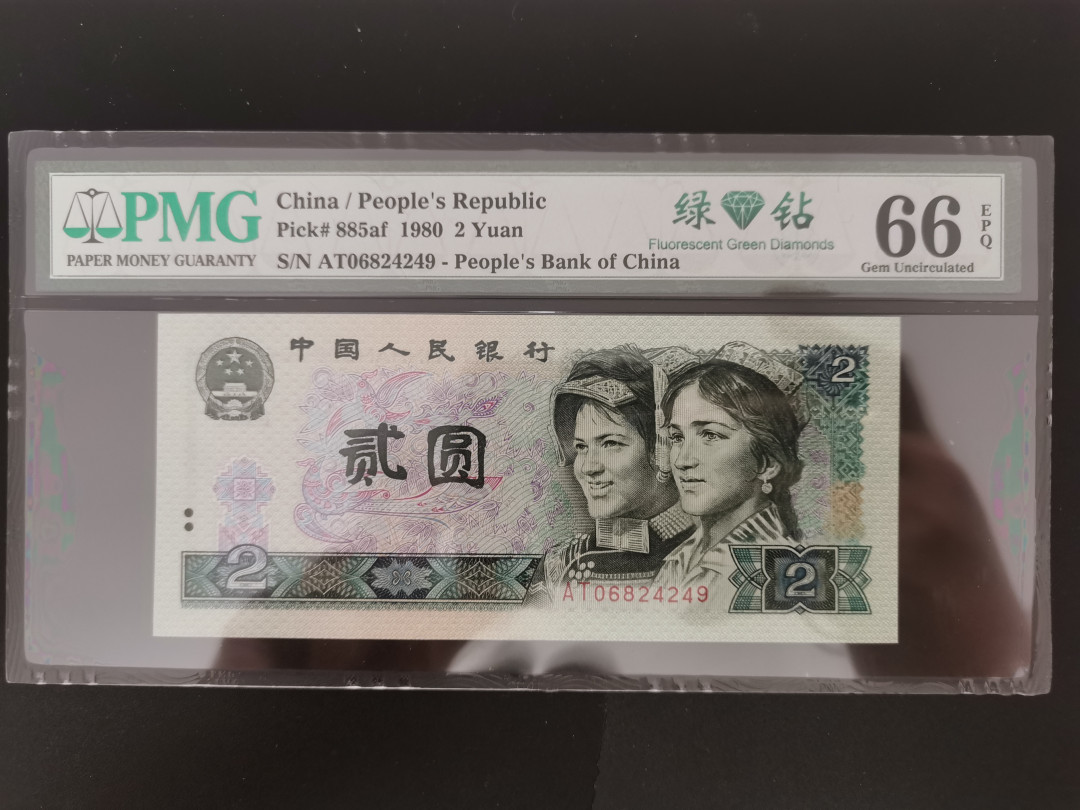 PMG
PAPER MONEY GUARANTY
China / People's Republic
Pick# 885af 1980 2 Yuan
S/N AT06824249 - People's Bank of China
绿 钻
Fluorescent Green Diamonds
66
EPQ
Gem Uncirculated
中国人民银行
2
贰圆
2
2
AT06824249